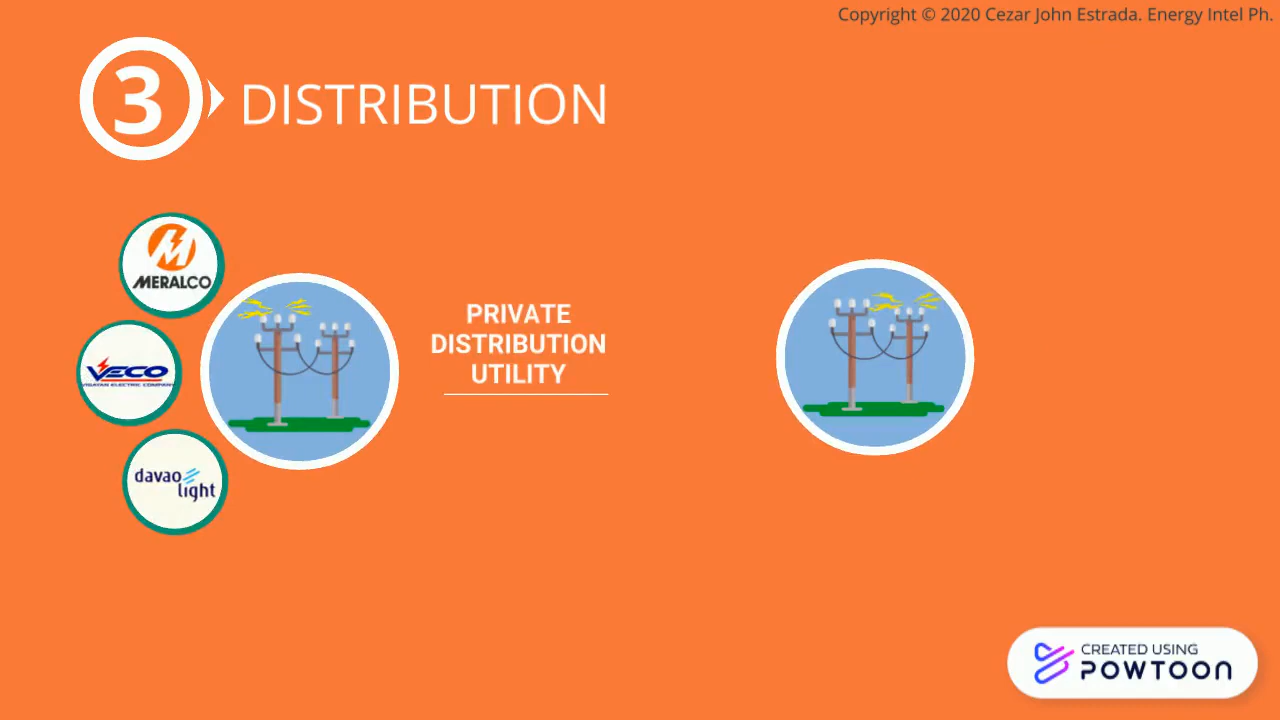 Copyright © 2020 Cezar John Estrada. Energy Intel Ph.
3
DISTRIBUTION
MERALCO
VECO
davao
light
PRIVATE
DISTRIBUTION
UTILITY
CREATED USING
POWTOON